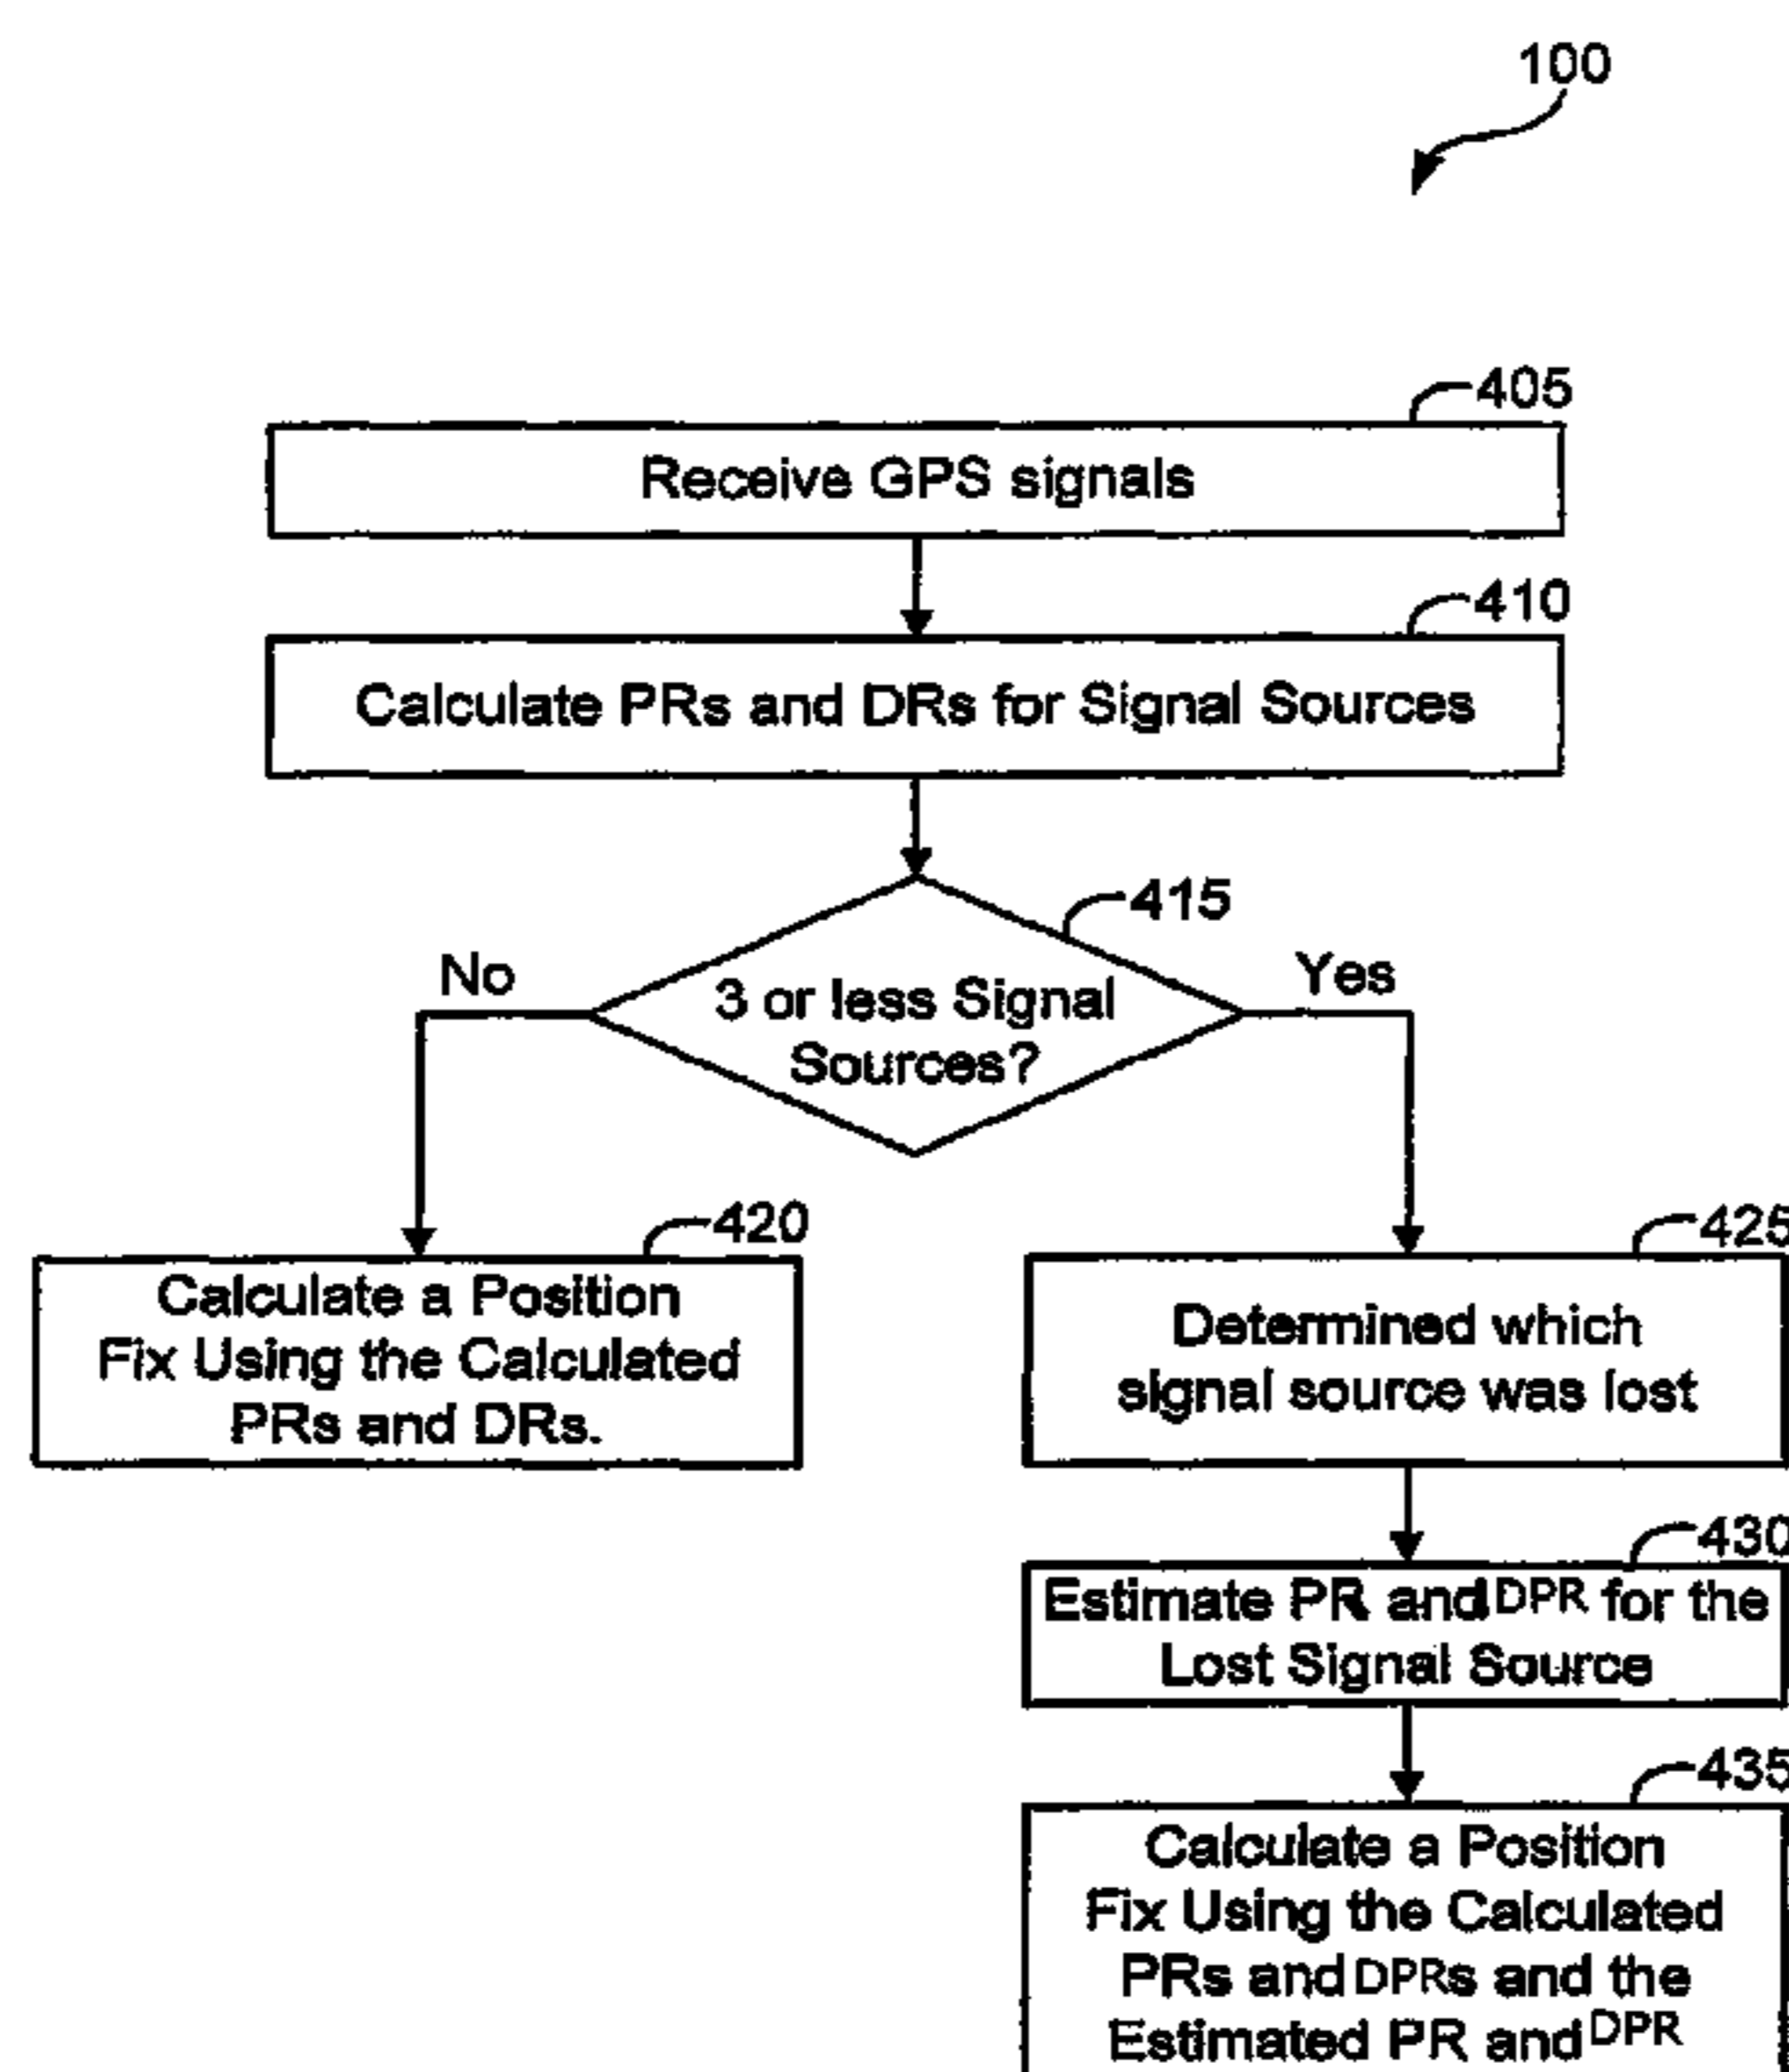 100
405
Receive GPS signals
410
Calculate PRs and DRs for Signal Sources
415
No
Yes
3 or less Signal
Sources?
420
425
Calculate a Position
Fix Using the Calculated
PRs and DRs.
Determined which
signal source was lost
430
Estimate PR and DPR for the
Lost Signal Source
435
Calculate a Position
Fix Using the Calculated
PRs and DPRs and the
Estimated PR and DPR